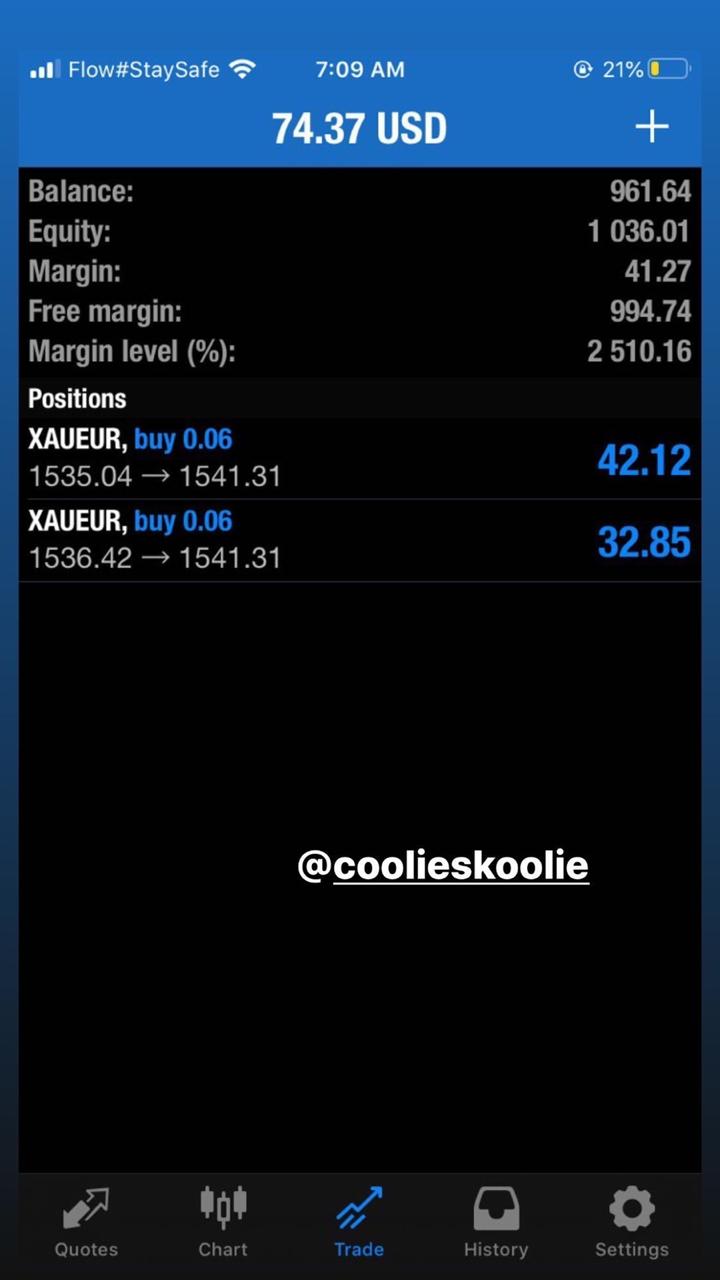 Flow#StaySafe 7:09 AM 21%
74.37 USD +
Balance: 961.64
Equity: 1 036.01
Margin: 41.27
Free margin: 994.74
Margin level (%): 2 510.16
Positions
XAUEUR, buy 0.06
1535.04 → 1541.31 42.12
XAUEUR, buy 0.06
1536.42 → 1541.31 32.85
@coolieskoolie
Quotes Chart Trade History Settings